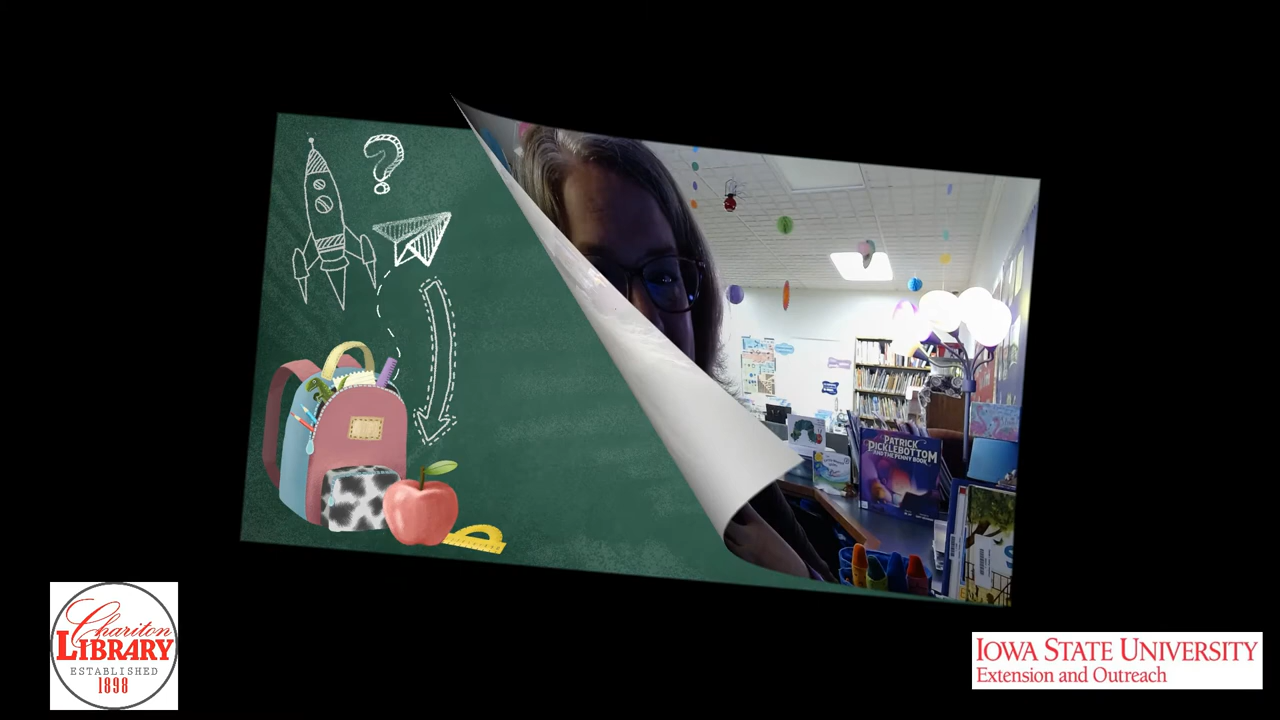 ?
PATRICK
PICKLEBOTTOM
AND THE PENNY BOOK
Chariton
LIBRARY
ESTABLISHED
1898
IOWA STATE UNIVERSITY
Extension and Outreach